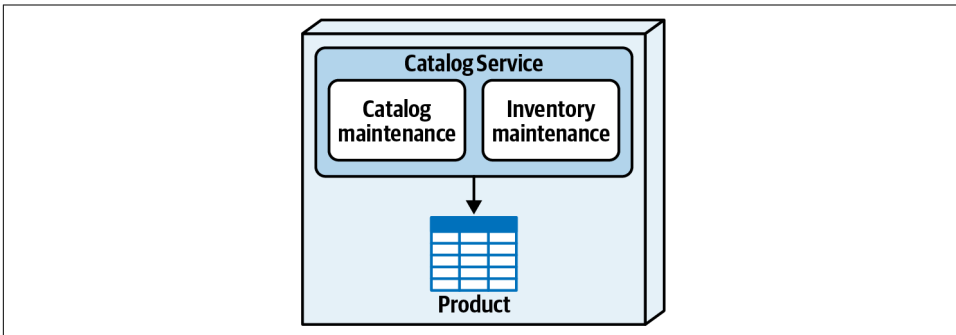 Catalog Service
Catalog
maintenance
Inventory
maintenance
Product